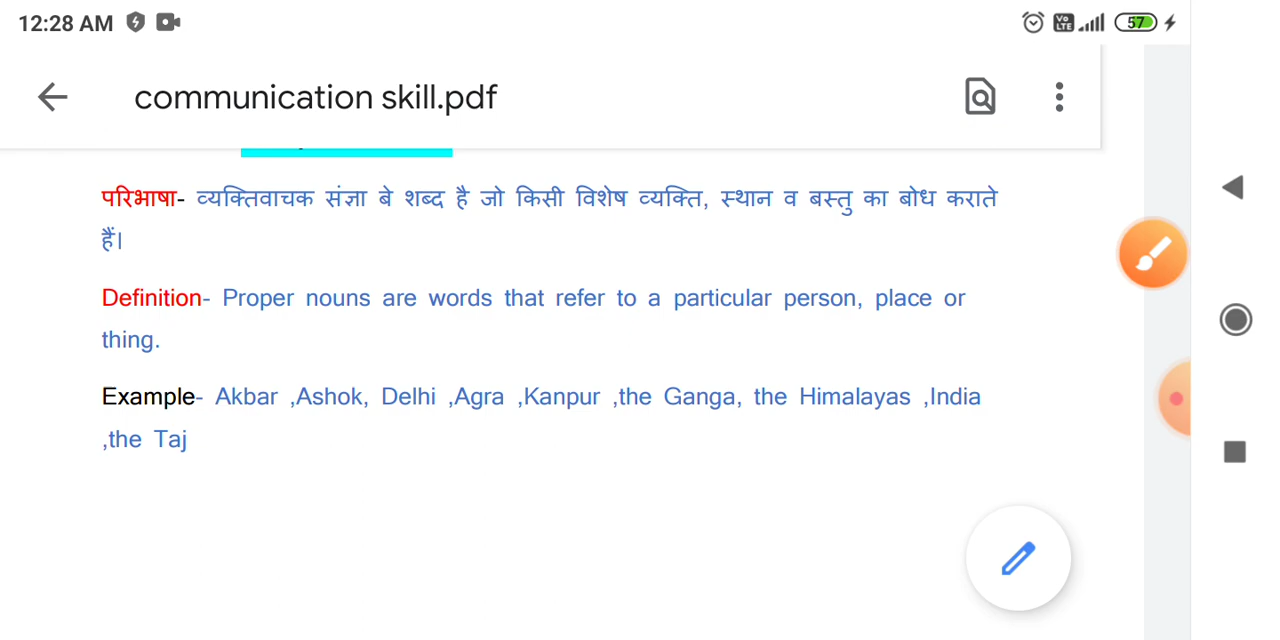 12:28 AM
Vo LTE
57
communication skill.pdf
परिभाषा- व्यक्तिवाचक संज्ञा बे शब्द है जो किसी विशेष व्यक्ति, स्थान व बस्तु का बोध कराते
हैं।
Definition- Proper nouns are words that refer to a particular person, place or
thing.
Example- Akbar ,Ashok, Delhi ,Agra ,Kanpur ,the Ganga, the Himalayas ,India
,the Taj